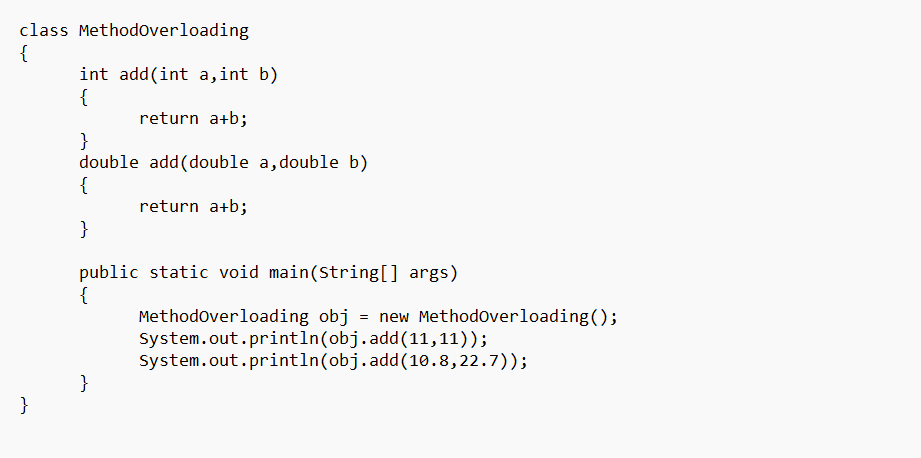 class MethodOverloading
{
int add(int a,int b)
{
return a+b;
}
double add(double a,double b)
{
return a+b;
}
public static void main(String[] args)
{
MethodOverloading obj = new MethodOverloading();
System.out.println(obj.add(11,11));
System.out.println(obj.add(10.8,22.7));
}
}